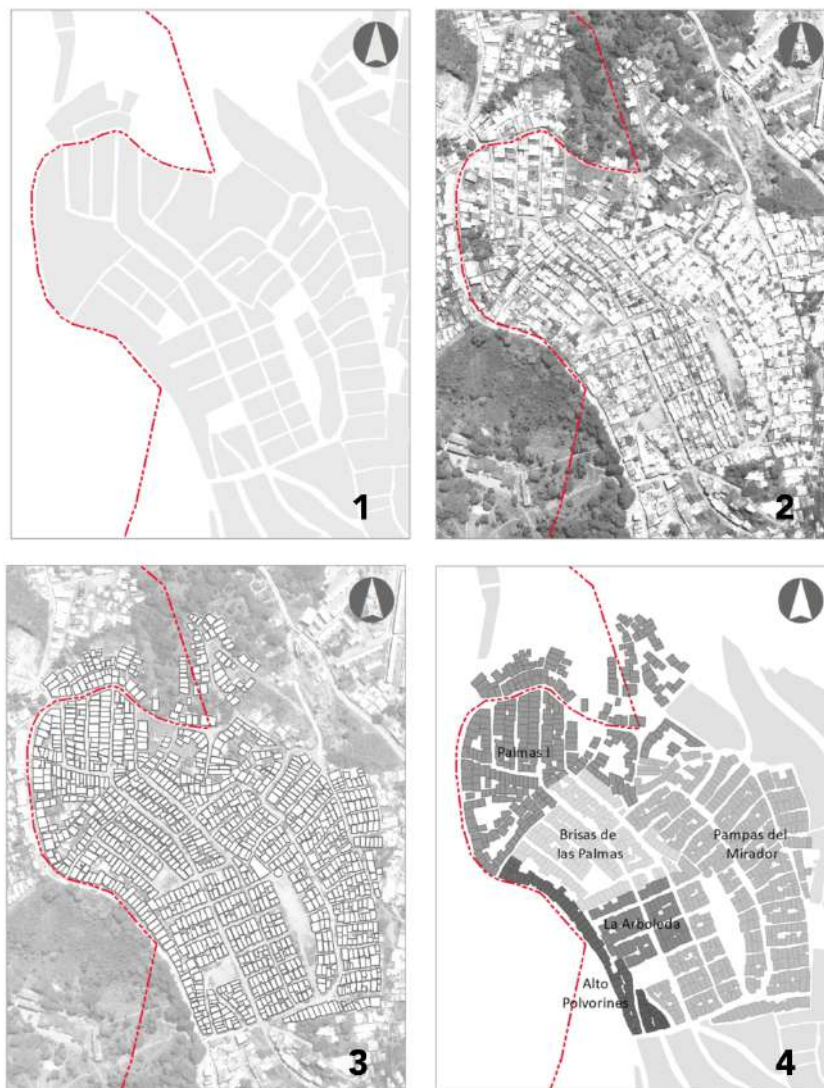 1
2
3
Palmas I
Brisas de
las Palmas
Pampas del
Mirador
La Arboleda
Alto
Polvorines
4